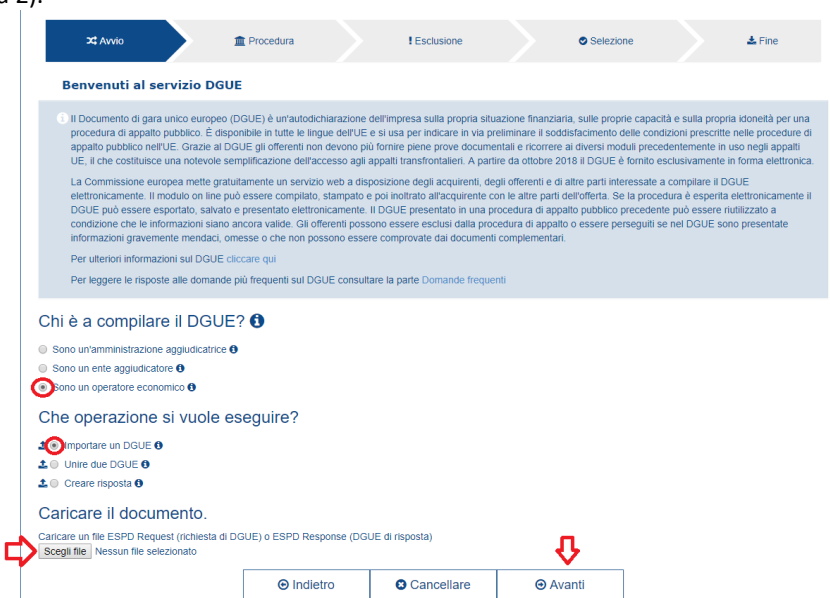 a 2).
Avvio
Procedura
Esclusione
Selezione
Fine
Benvenuti al servizio DGUE
Il Documento di gara unico europeo (DGUE) è un'autodichiarazione dell'impresa sulla propria situazione finanziaria, sulle proprie capacità e sulla propria idoneità per una
procedura di appalto pubblico. È disponibile in tutte le lingue dell'UE e si usa per indicare in via preliminare il soddisfacimento delle condizioni prescritte nelle procedure di
appalto pubblico nell'UE. Grazie al DGUE gli offerenti non devono più fornire piene prove documentali e ricorrere ai diversi moduli precedentemente in uso negli appalti
UE, il che costituisce una notevole semplificazione dell'accesso agli appalti transfrontalieri. A partire da ottobre 2018 il DGUE è fornito esclusivamente in forma elettronica.
La Commissione europea mette gratuitamente un servizio web a disposizione degli acquirenti, degli offerenti e di altre parti interessate a compilare il DGUE
elettronicamente. Il modulo on line può essere compilato, stampato e poi inoltrato all'acquirente con le altre parti dell'offerta. Se la procedura è esperita elettronicamente il
DGUE può essere esportato, salvato e presentato elettronicamente. Il DGUE presentato in una procedura di appalto pubblico precedente può essere riutilizzato a
condizione che le informazioni siano ancora valide. Gli offerenti possono essere esclusi dalla procedura di appalto o essere perseguiti se nel DGUE sono presentate
informazioni gravemente mendaci, omesse o che non possono essere comprovate dai documenti complementari.
Per ulteriori informazioni sul DGUE cliccare qui
Per leggere le risposte alle domande più frequenti sul DGUE consultare la parte Domande frequenti
Chi è a compilare il DGUE?
Sono un'amministrazione aggiudicatrice
Sono un ente aggiudicatore
Sono un operatore economico
Che operazione si vuole eseguire?
Importare un DGUE
Unire due DGUE
Creare risposta
Caricare il documento.
Caricare un file ESPD Request (richiesta di DGUE) o ESPD Response (DGUE di risposta)
Scegli file Nessun file selezionato
Indietro
Cancellare
Avanti